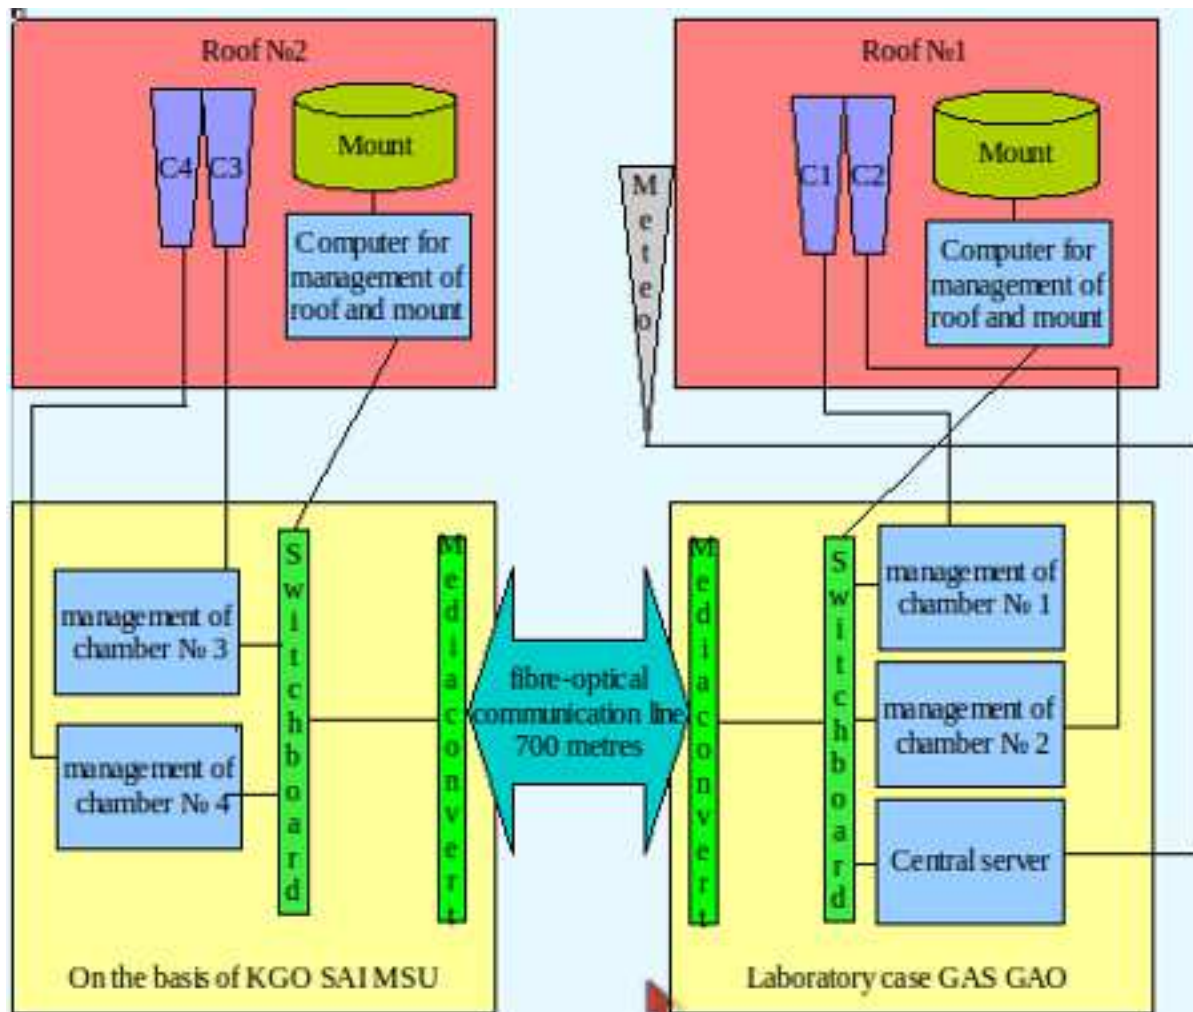 Roof №2
C4
C3
Mount
Computer for
management of
roof and mount
Roof №1
Meteo
C1
C2
Mount
Computer for
management of
roof and mount
management of
chamber № 3
management of
chamber № 4
Switchboard
Mediaconvert
fibre-optical
communication line
700 metres
Mediaconvert
Switchboard
management of
chamber № 1
management of
chamber № 2
Central server
On the basis of KGO SAI MSU
Laboratory case GAS GAO